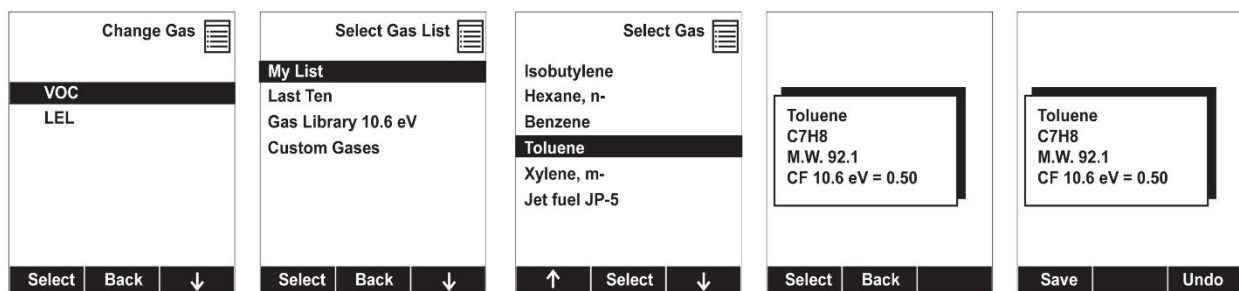 Change Gas
VOC
LEL
Select Back ↓
Select Gas List
My List
Last Ten
Gas Library 10.6 eV
Custom Gases
Select Back ↓
Select Gas
Isobutylene
Hexane, n-
Benzene
Toluene
Xylene, m-
Jet fuel JP-5
↑ Select ↓
Toluene
C7H8
M.W. 92.1
CF 10.6 eV = 0.50
Select Back
Toluene
C7H8
M.W. 92.1
CF 10.6 eV = 0.50
Save Undo